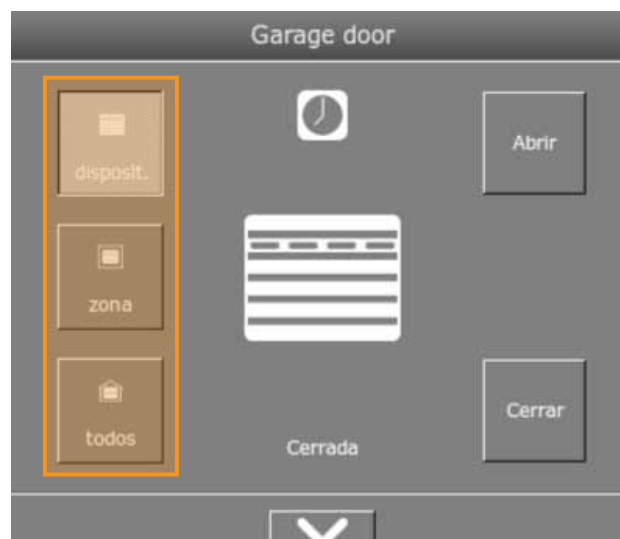 Garage door
disposit.
Abrir
zona
todos
Cerrar
Cerrada